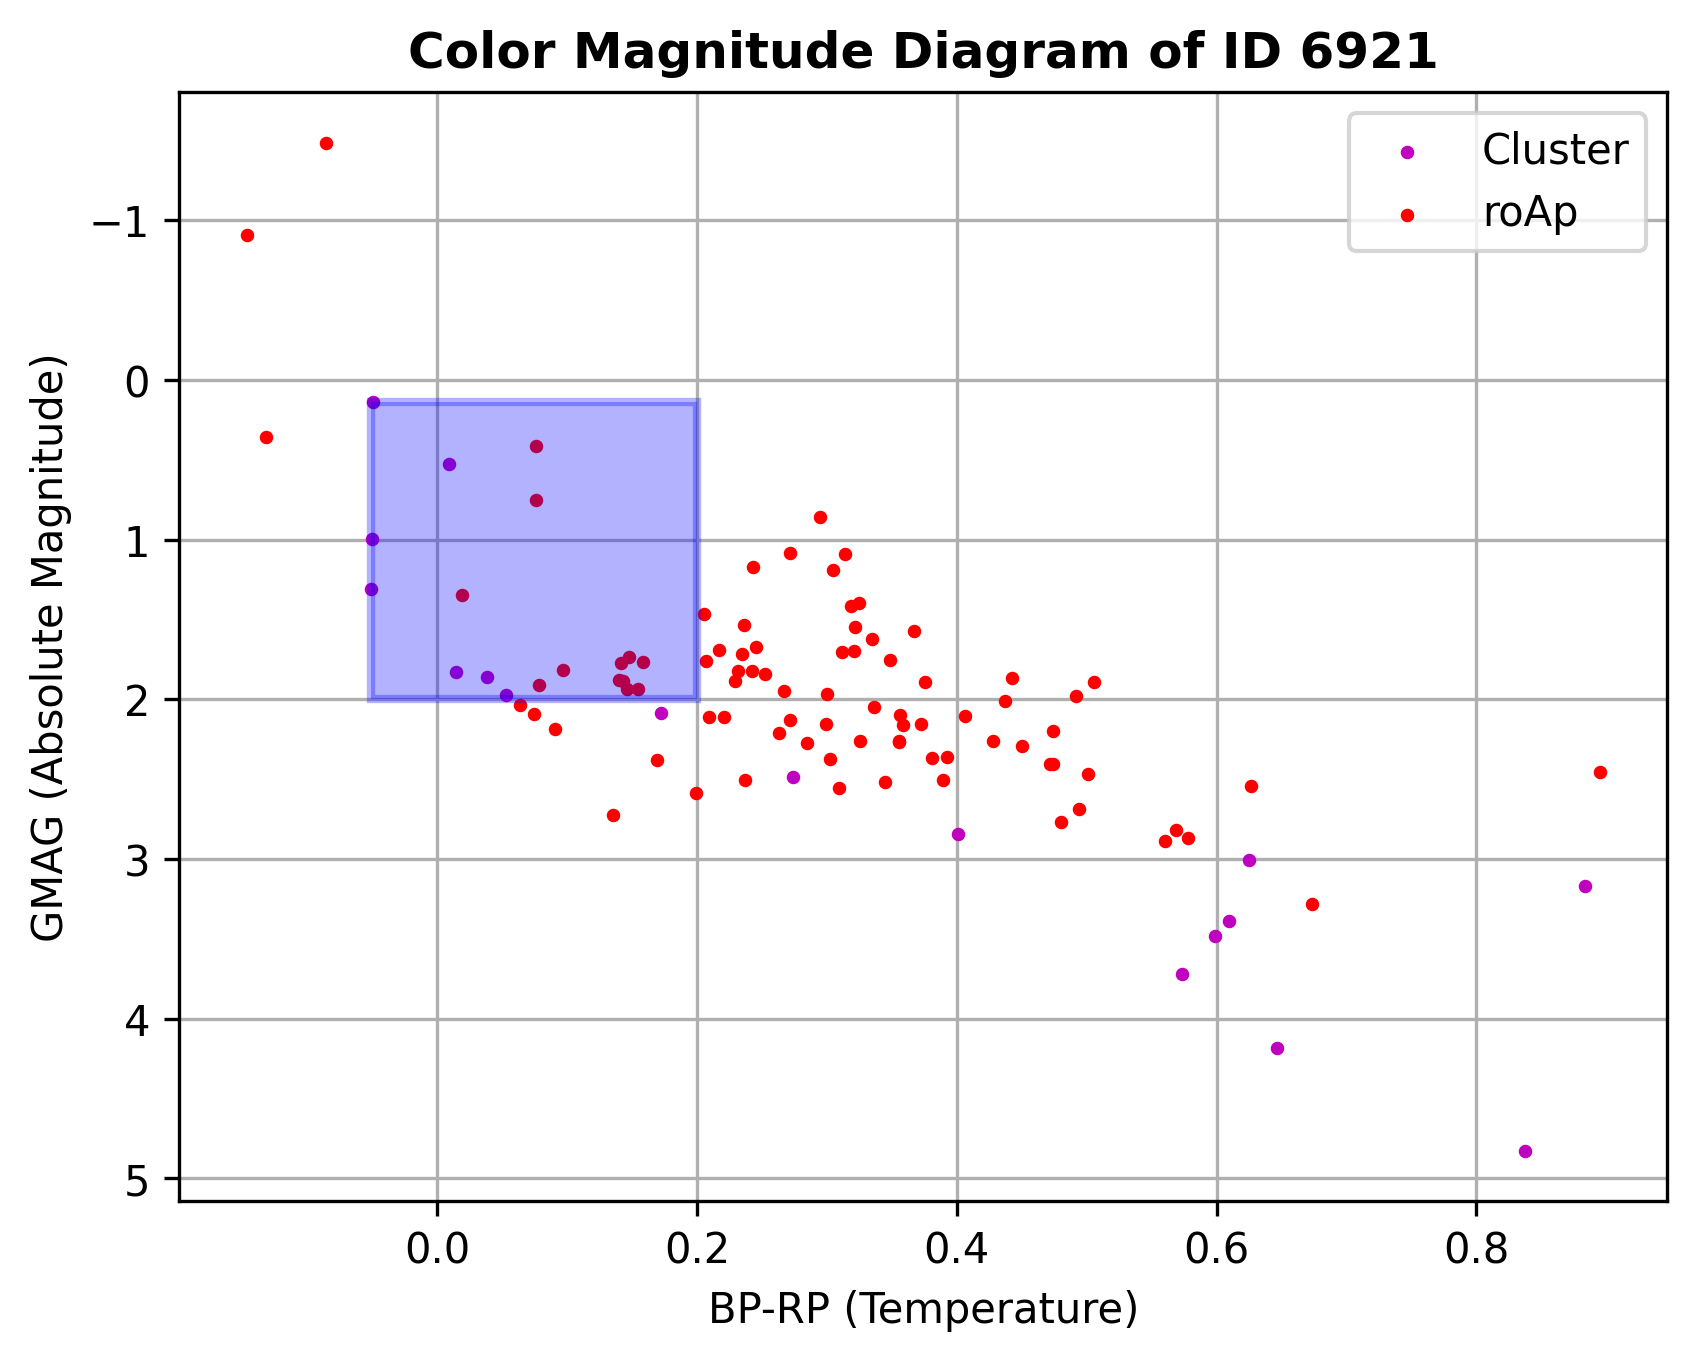 Color Magnitude Diagram of ID 6921
Cluster
roAp
GMAG (Absolute Magnitude)
−1
0
1
2
3
4
5
0.0 0.2 0.4 0.6 0.8
BP-RP (Temperature)